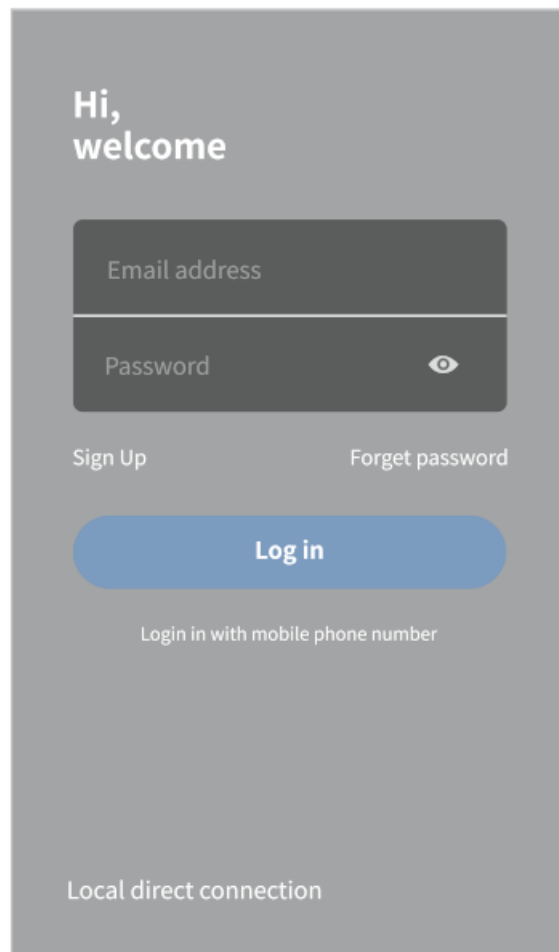 Hi,
welcome
Email address
Password
Sign Up
Forget password
Log in
Login in with mobile phone number
Local direct connection